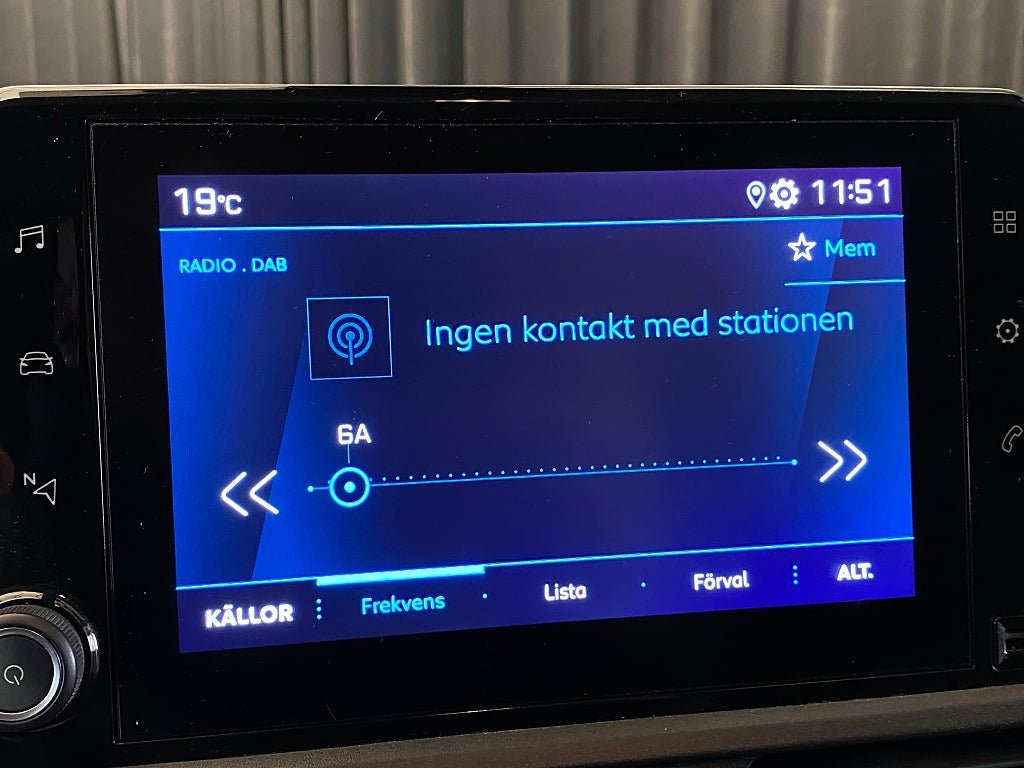 19°C 11:51
RADIO . DAB
Mem
Ingen kontakt med stationen
6A
N
KÄLLOR Frekvens Lista Förval ALT.